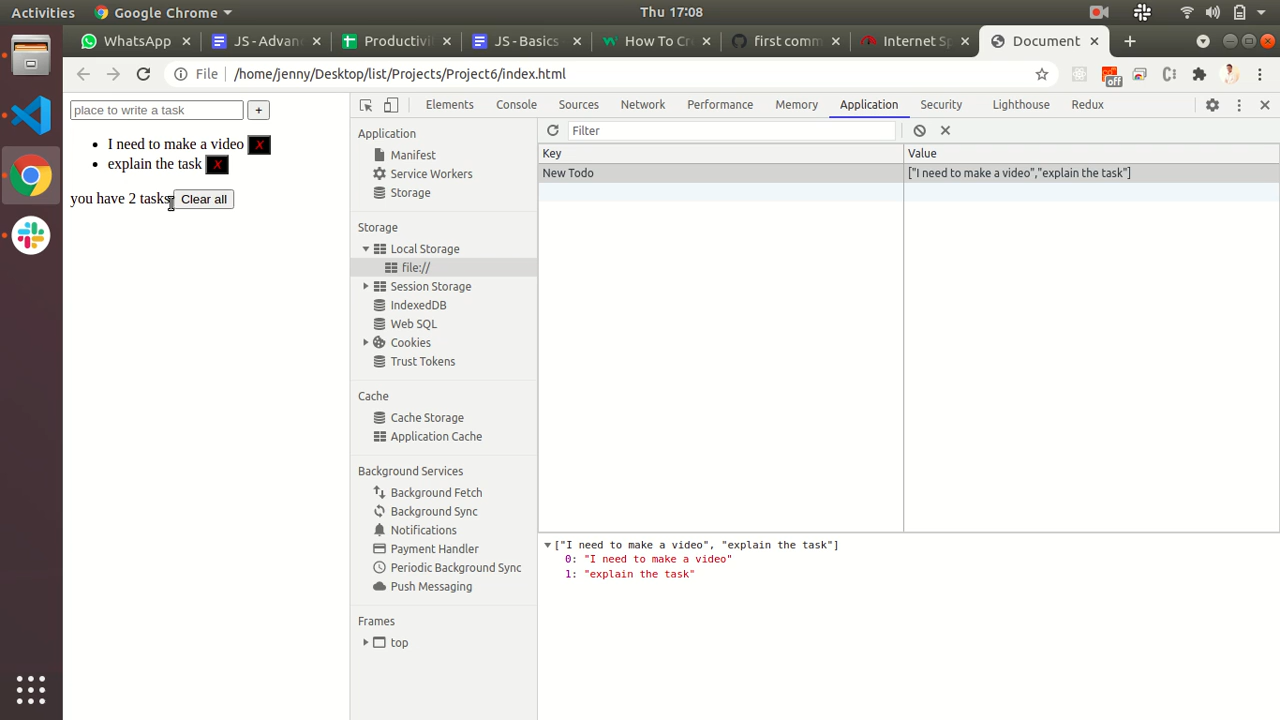 Activities Google Chrome Thu 17:08
WhatsApp JS - Advan JS - Basics
Productivi How To Cr first comm Internet Sp Document
File /home/jenny/Desktop/list/Projects/Project6/index.html off
place to write a task +
I need to make a video X
explain the task X
you have 2 tasks Clear all
Elements Console Sources Network Performance Memory Application Security Lighthouse Redux
Application
Manifest
Service Workers
Storage
Storage
Local Storage
file://
Session Storage
IndexedDB
Web SQL
Cookies
Trust Tokens
Cache
Cache Storage
Application Cache
Background Services
Background Fetch
Background Sync
Notifications
Payment Handler
Periodic Background Sync
Push Messaging
Frames
top
Filter
Key Value
New Todo ["I need to make a video","explain the task"]
["I need to make a video", "explain the task"]
0: "I need to make a video"
1: "explain the task"